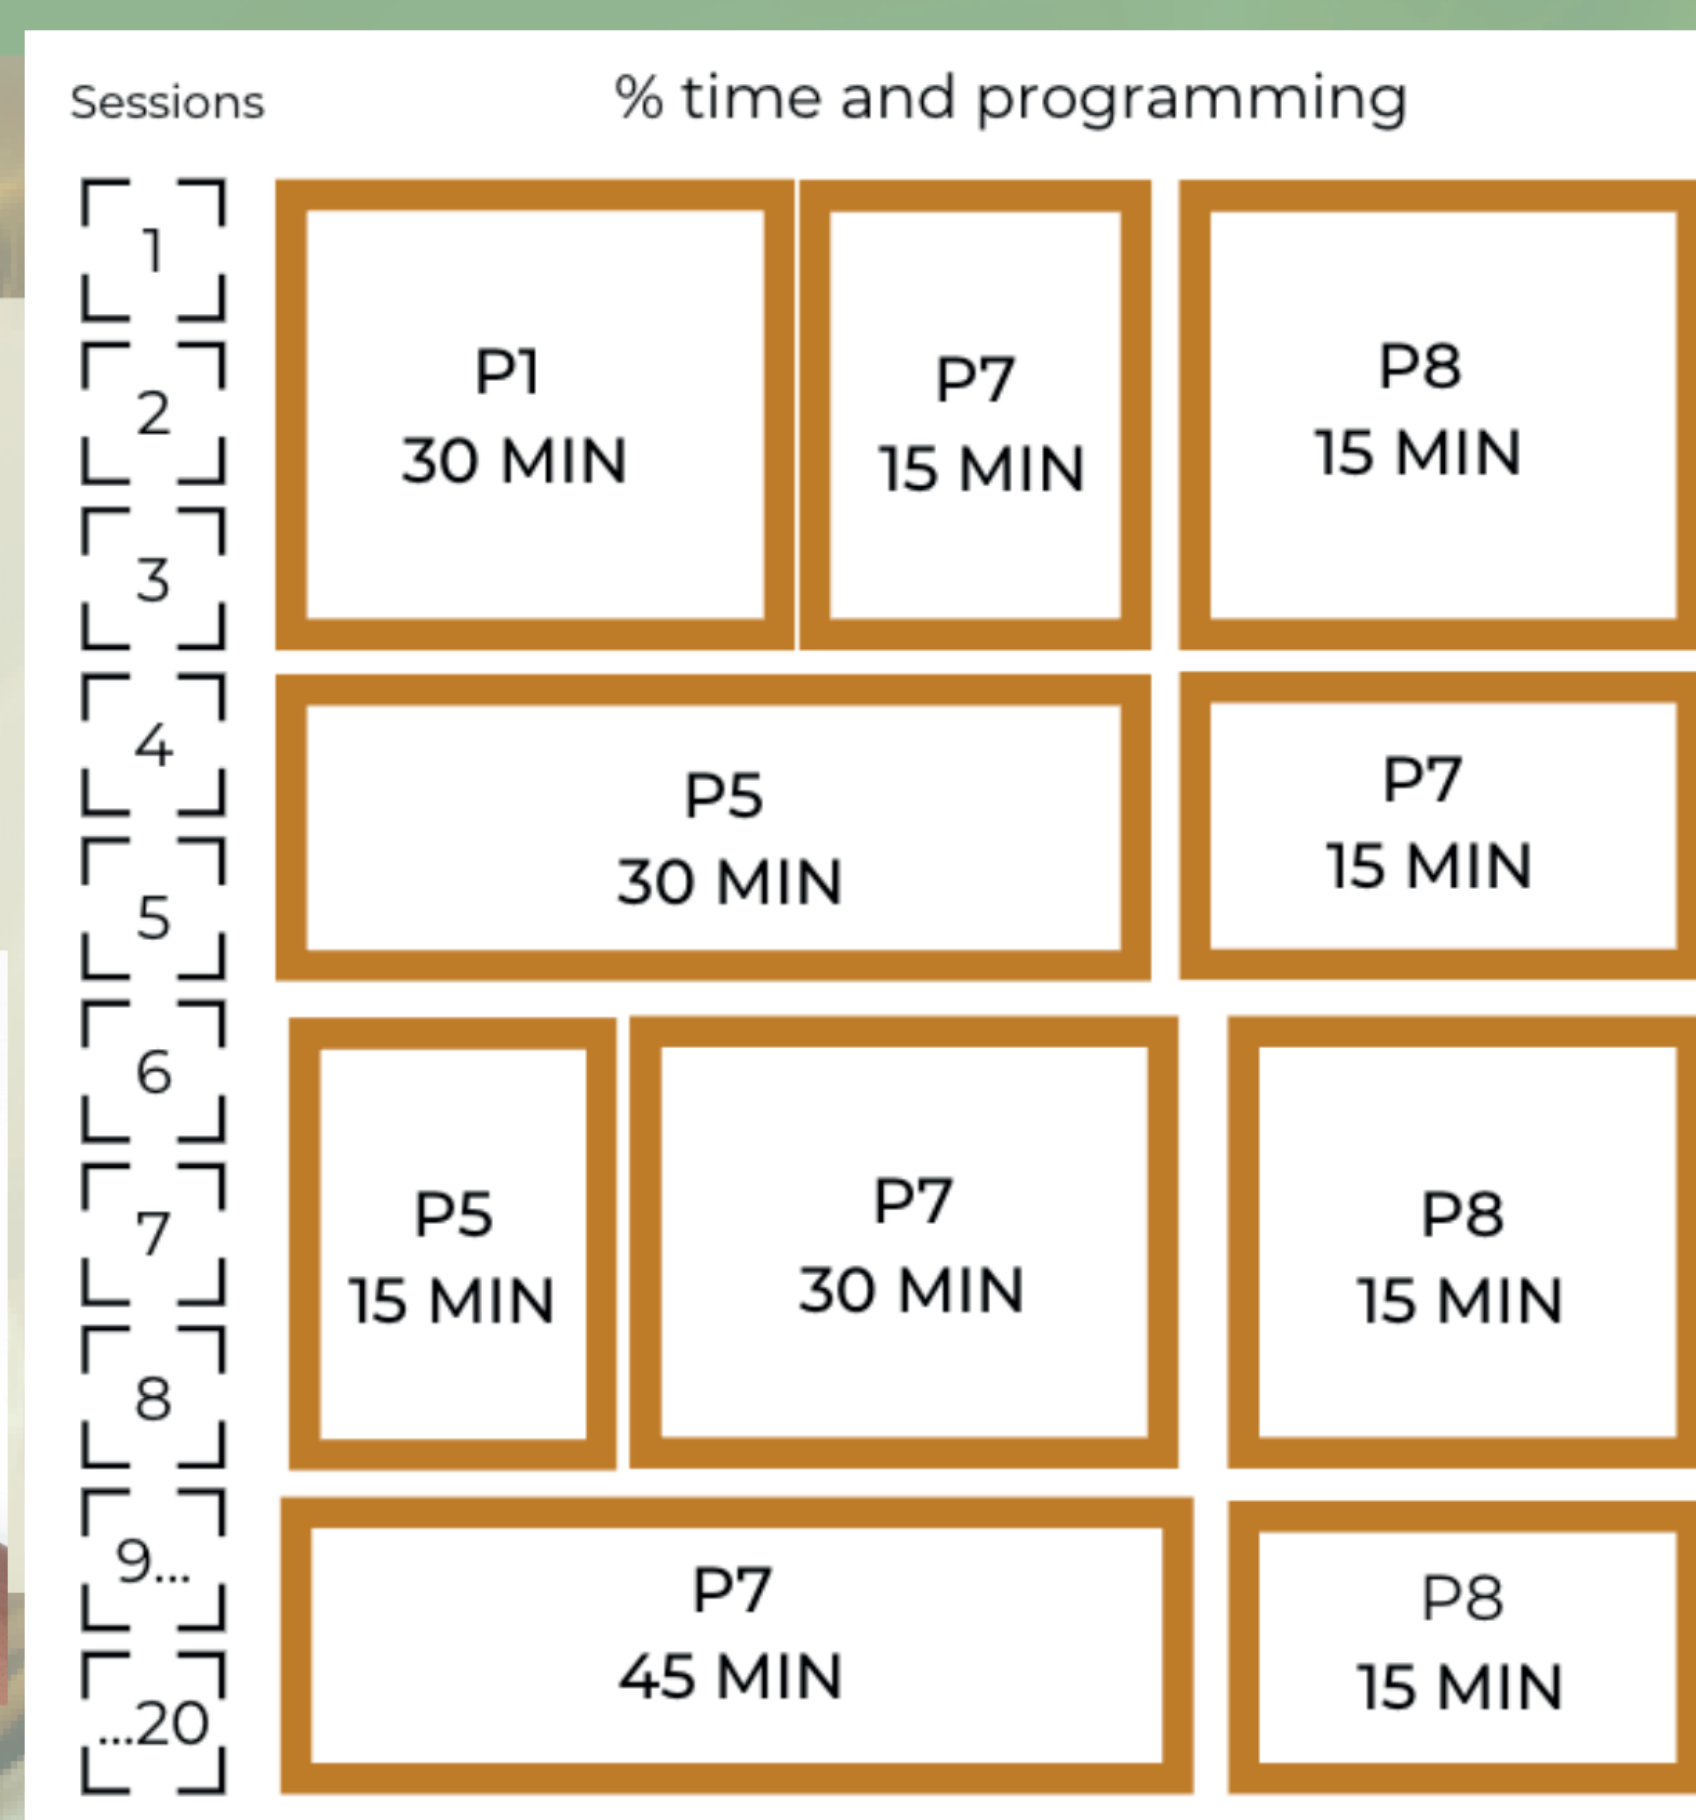 Sessions
% time and programming
1
2
3
P1
30 MIN
P7
15 MIN
P8
15 MIN
4
5
P5
30 MIN
P7
15 MIN
6
7
8
P5
15 MIN
P7
30 MIN
P8
15 MIN
9...
...20
P7
45 MIN
P8
15 MIN